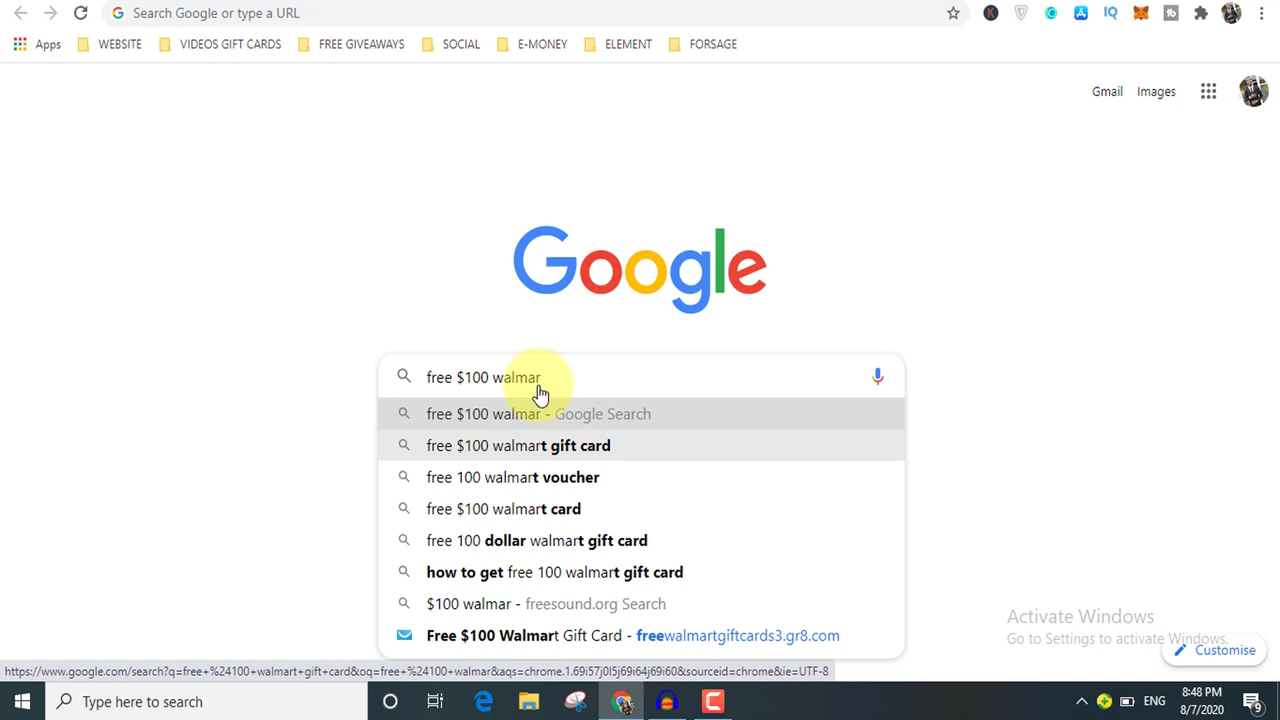 Search Google or type a URL
Apps WEBSITE VIDEOS GIFT CARDS FREE GIVEAWAYS SOCIAL E-MONEY ELEMENT FORSAGE
Gmail Images
Google
free $100 walmar
free $100 walmar - Google Search
free $100 walmart gift card
free 100 walmart voucher
free $100 walmart card
free 100 dollar walmart gift card
how to get free 100 walmart gift card
$100 walmar - freesound.org Search
Free $100 Walmart Gift Card - freewalmartgiftcards3.gr8.com
Activate Windows
Go to Settings to activate Windows.
Customise
https://www.google.com/search?q=free+%24100+walmart+gift+card&oq=free+%24100+walmar&aqs=chrome.1.69i57j0l5j69i64j69i60&sourceid=chrome&ie=UTF-8
Type here to search
ENG
8:48 PM
8/7/2020
9